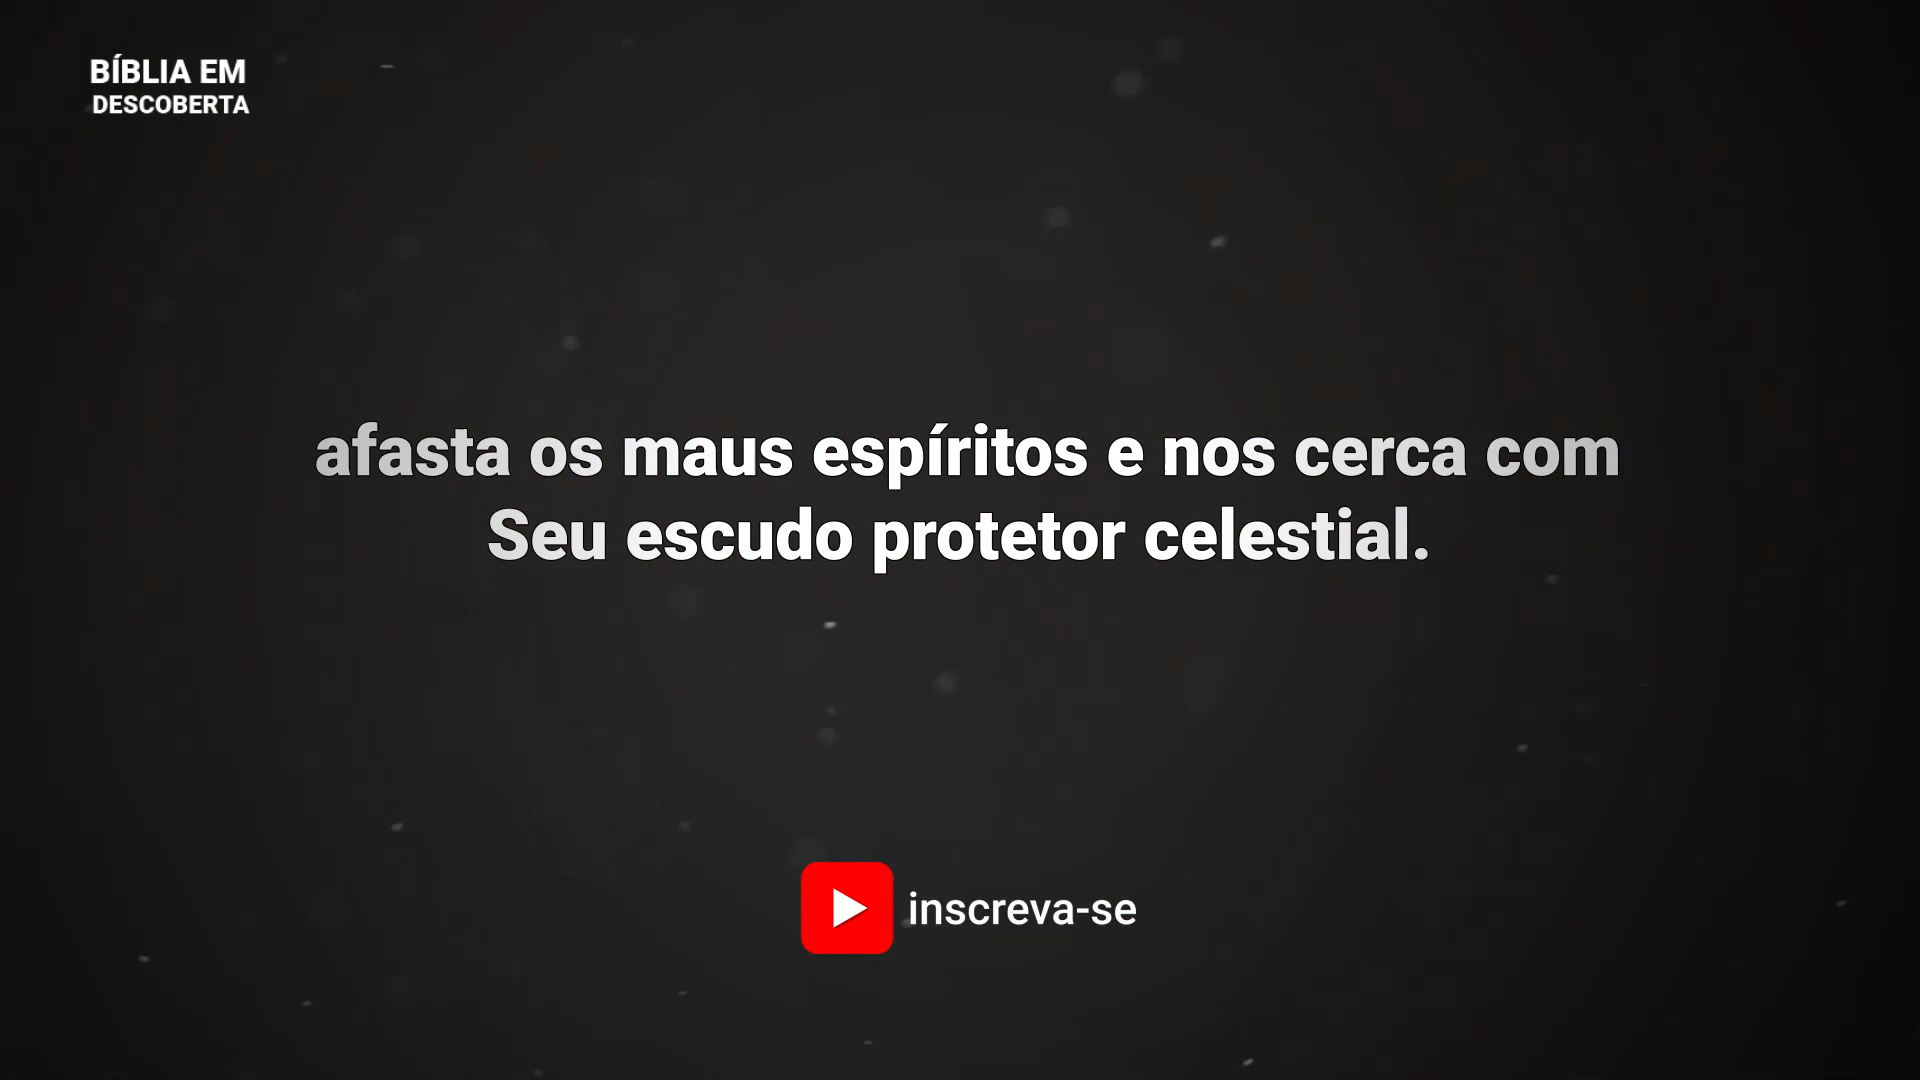 BÍBLIA EM
DESCOBERTA
afasta os maus espíritos e nos cerca com
Seu escudo protetor celestial.
inscreva-se